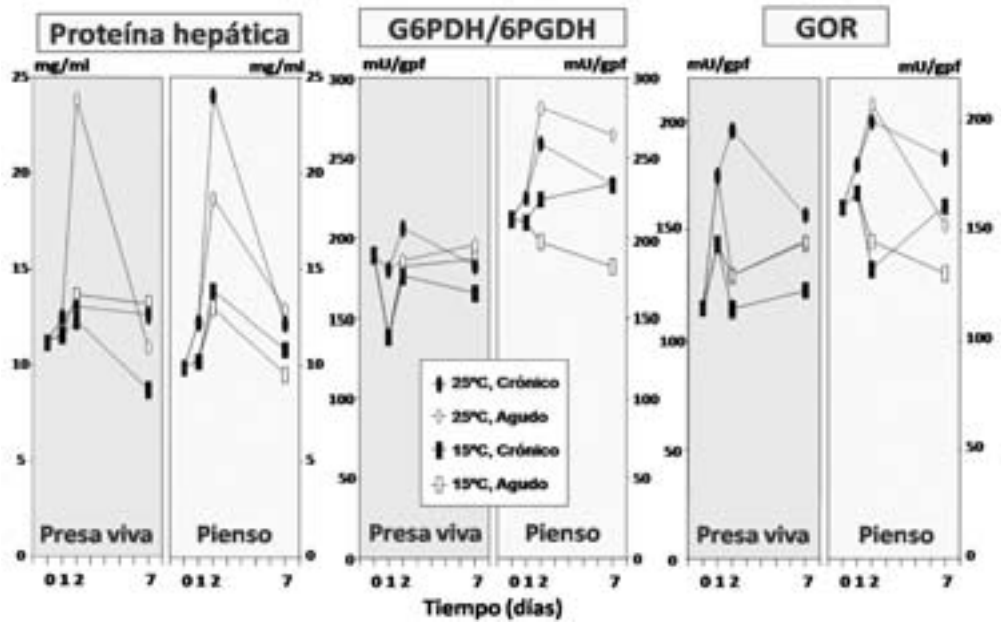 Proteína hepática
G6PDH/6PGDH
GOR
mg/ml mg/ml
mU/gpf mU/gpf
mU/gpf mU/gpf
25 25
20 20
15 15
10 10
5 5
0 0
Presa viva Pienso
0 1 2 7 0 1 2 7
300 300
250 250
200 200
150 150
100 100
50 50
0 0
25ºC, Crónico
25ºC, Agudo
15ºC, Crónico
15ºC, Agudo
Presa viva Pienso
0 1 2 7 0 1 2 7
200 200
150 150
100 100
50 50
0 0
Presa viva Pienso
0 1 2 7 0 1 2 7
Tiempo (días)